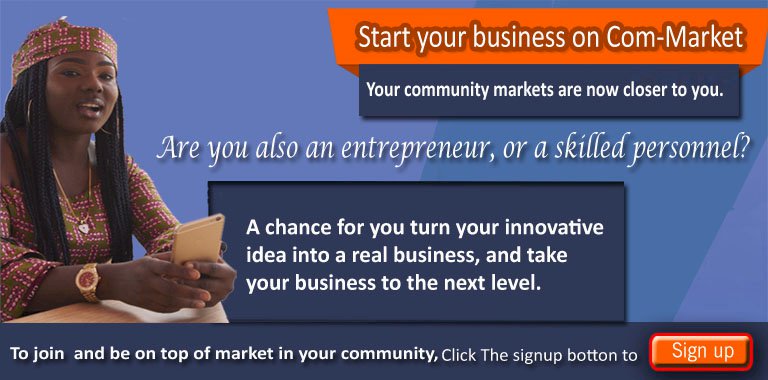 Start your business on Com-Market
Your community markets are now closer to you.
Are you also an entrepreneur, or a skilled personnel?
A chance for you turn your innovative
idea into a real business, and take
your business to the next level.
To join and be on top of market in your community, Click The signup botton to
Sign up